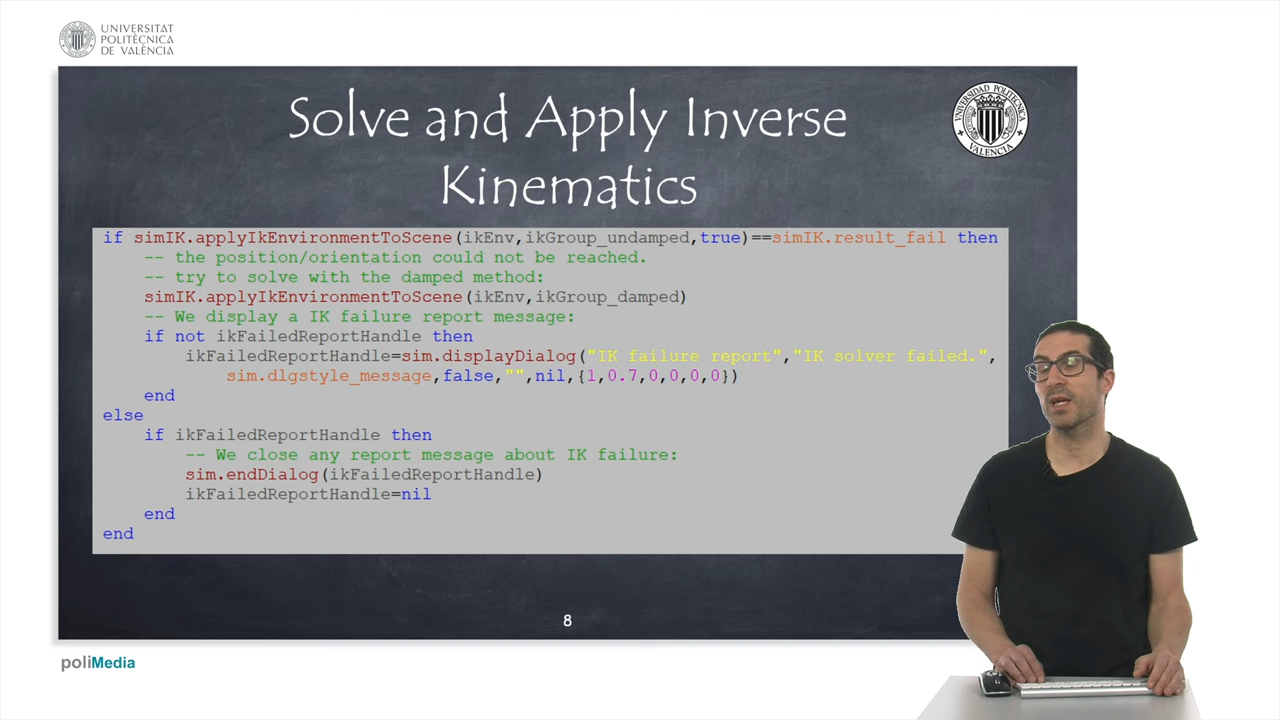 UNIVERSITAT
POLITÈCNICA
DE VALÈNCIA
Solve and Apply Inverse
Kinematics
UNIVERSIDAD POLITECNICA
VALENCIA
if simIK.applyIkEnvironmentToScene(ikEnv,ikGroup_undamped,true)==simIK.result_fail then
-- the position/orientation could not be reached.
-- try to solve with the damped method:
simIK.applyIkEnvironmentToScene(ikEnv,ikGroup_damped)
-- We display a IK failure report message:
if not ikFailedReportHandle then
ikFailedReportHandle=sim.displayDialog("IK failure report","IK solver failed.",
sim.dlgstyle_message,false,"",nil,{1,0.7,0,0,0,0})
end
else
if ikFailedReportHandle then
-- We close any report message about IK failure:
sim.endDialog(ikFailedReportHandle)
ikFailedReportHandle=nil
end
end
8
poliMedia